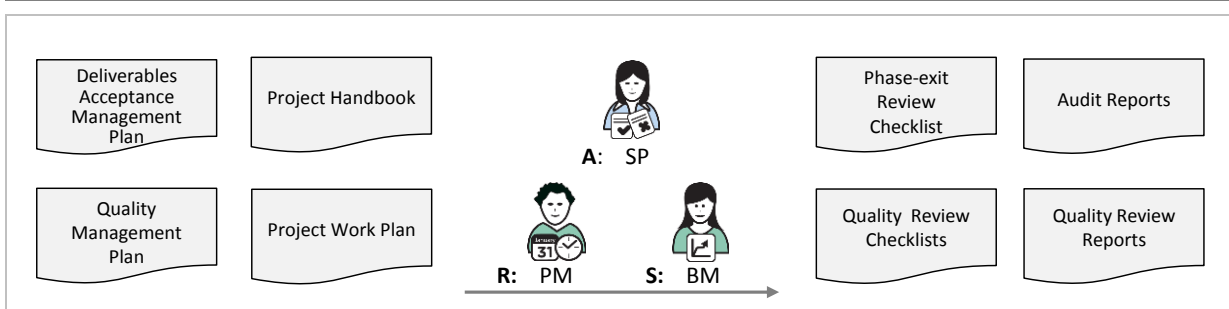 Deliverables
Acceptance
Management
Plan
Project Handbook
Quality
Management
Plan
Project Work Plan
A: SP
January
31
R: PM
S: BM
Phase-exit
Review
Checklist
Audit Reports
Quality Review
Checklists
Quality Review
Reports